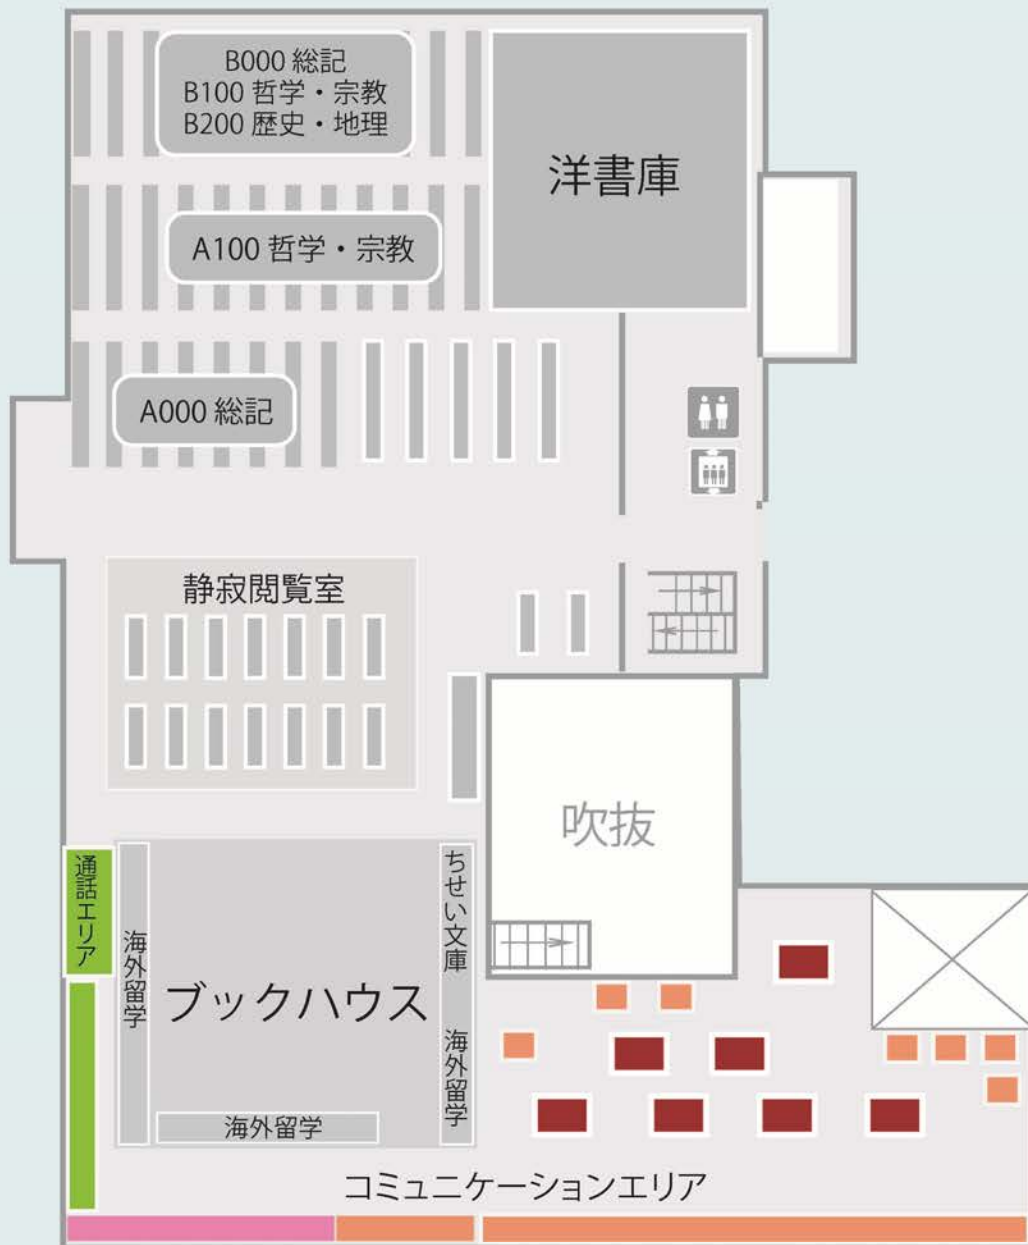 B000 総記
B100 哲学・宗教
B200 歴史・地理
洋書庫
A100 哲学・宗教
A000 総記
静寂閲覧室
吹抜
通話エリア
海外留学
ブックハウス
ちせい文庫
海外留学
海外留学
コミュニケーションエリア